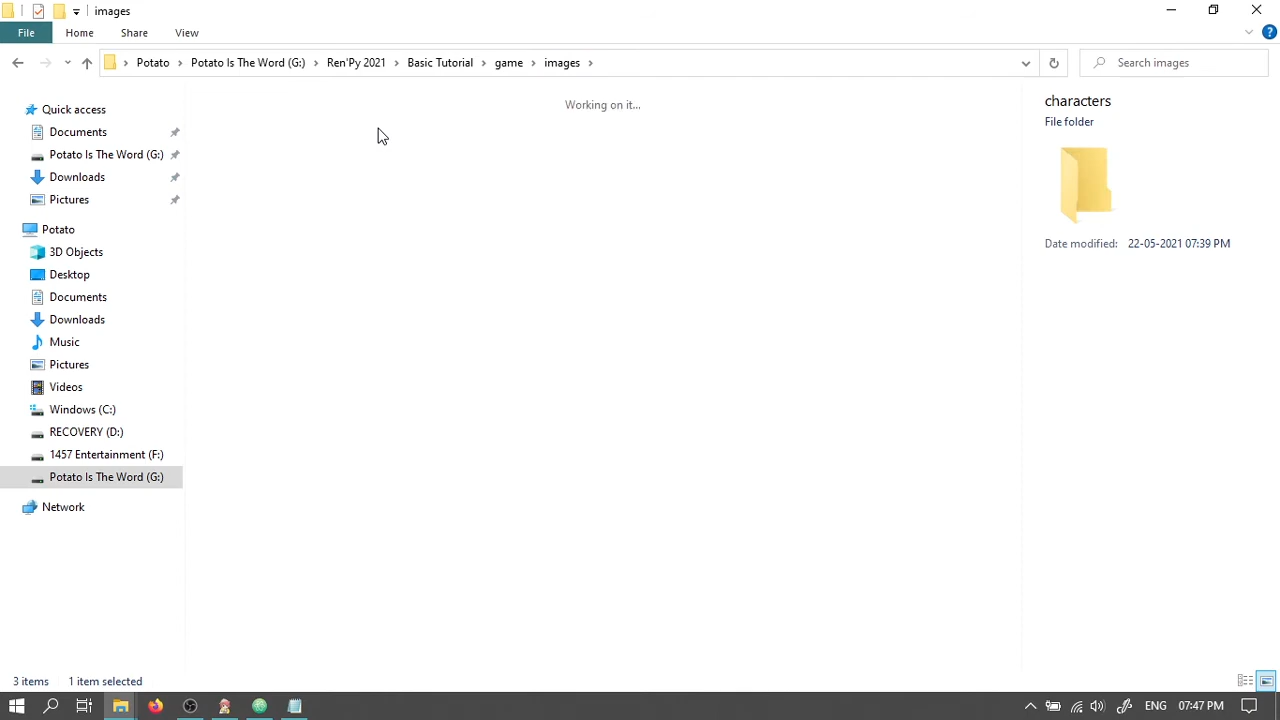 images
File
Home
Share
View
Potato
Potato Is The Word (G:)
Ren'Py 2021
Basic Tutorial
game
images
Search images
Working on it...
Quick access
Documents
Potato Is The Word (G:)
Downloads
Pictures
Potato
3D Objects
Desktop
Documents
Downloads
Music
Pictures
Videos
Windows (C:)
RECOVERY (D:)
1457 Entertainment (F:)
Potato Is The Word (G:)
Network
characters
File folder
Date modified: 22-05-2021 07:39 PM
3 items
1 item selected
ENG
07:47 PM